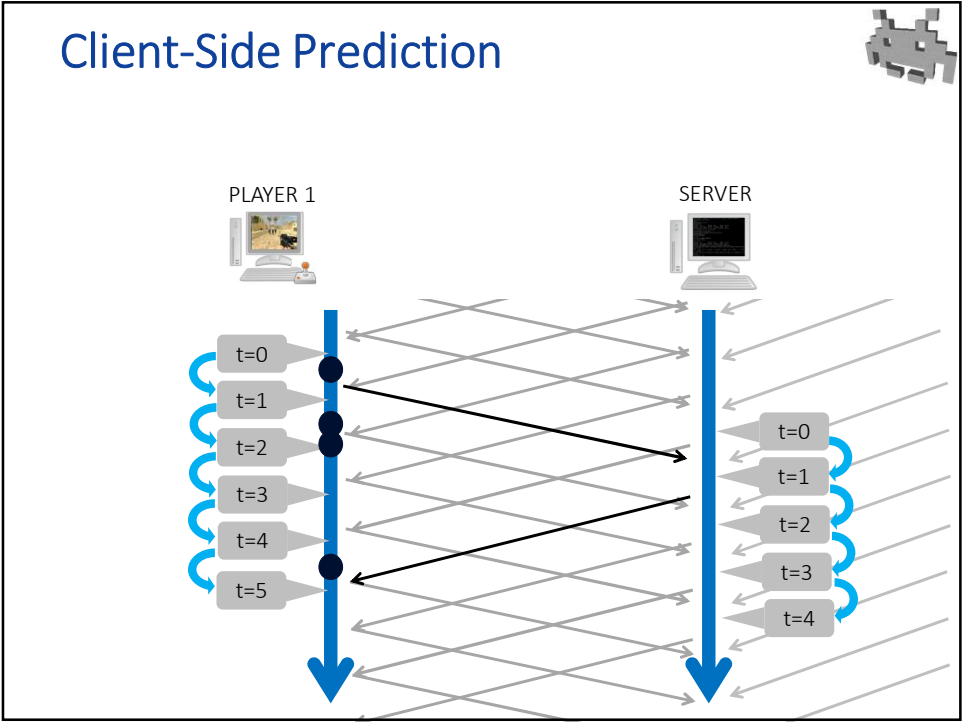 Client-Side Prediction
PLAYER 1
SERVER
t=0
t=1
t=2
t=3
t=4
t=5
t=0
t=1
t=2
t=3
t=4